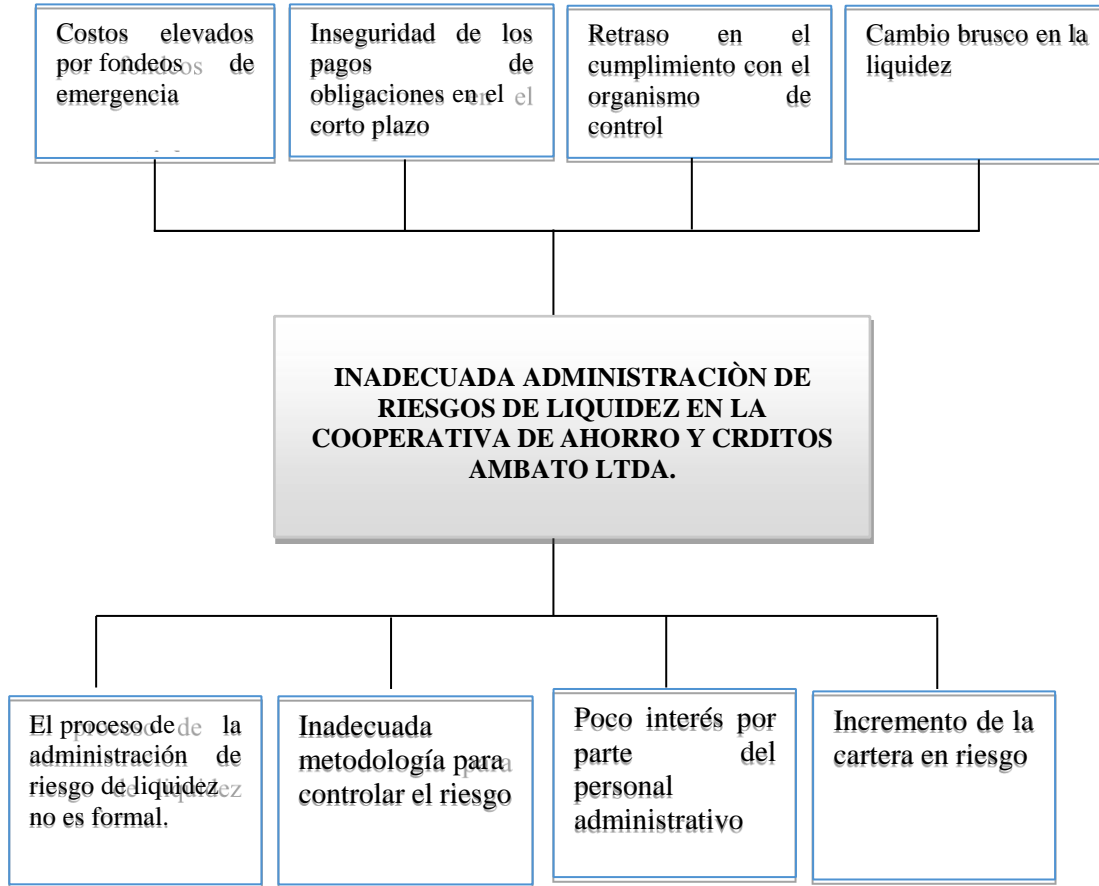 Costos elevados
por fondeos de
emergencia
Inseguridad de los
pagos de
obligaciones en el
corto plazo
Retraso en el
cumplimiento con el
organismo de
control
Cambio brusco en la
liquidez
INADECUADA ADMINISTRACIÒN DE
RIESGOS DE LIQUIDEZ EN LA
COOPERATIVA DE AHORRO Y CRDITOS
AMBATO LTDA.
El proceso de la
administración de
riesgo de liquidez
no es formal.
Inadecuada
metodología para
controlar el riesgo
Poco interés por
parte del
personal
administrativo
Incremento de la
cartera en riesgo